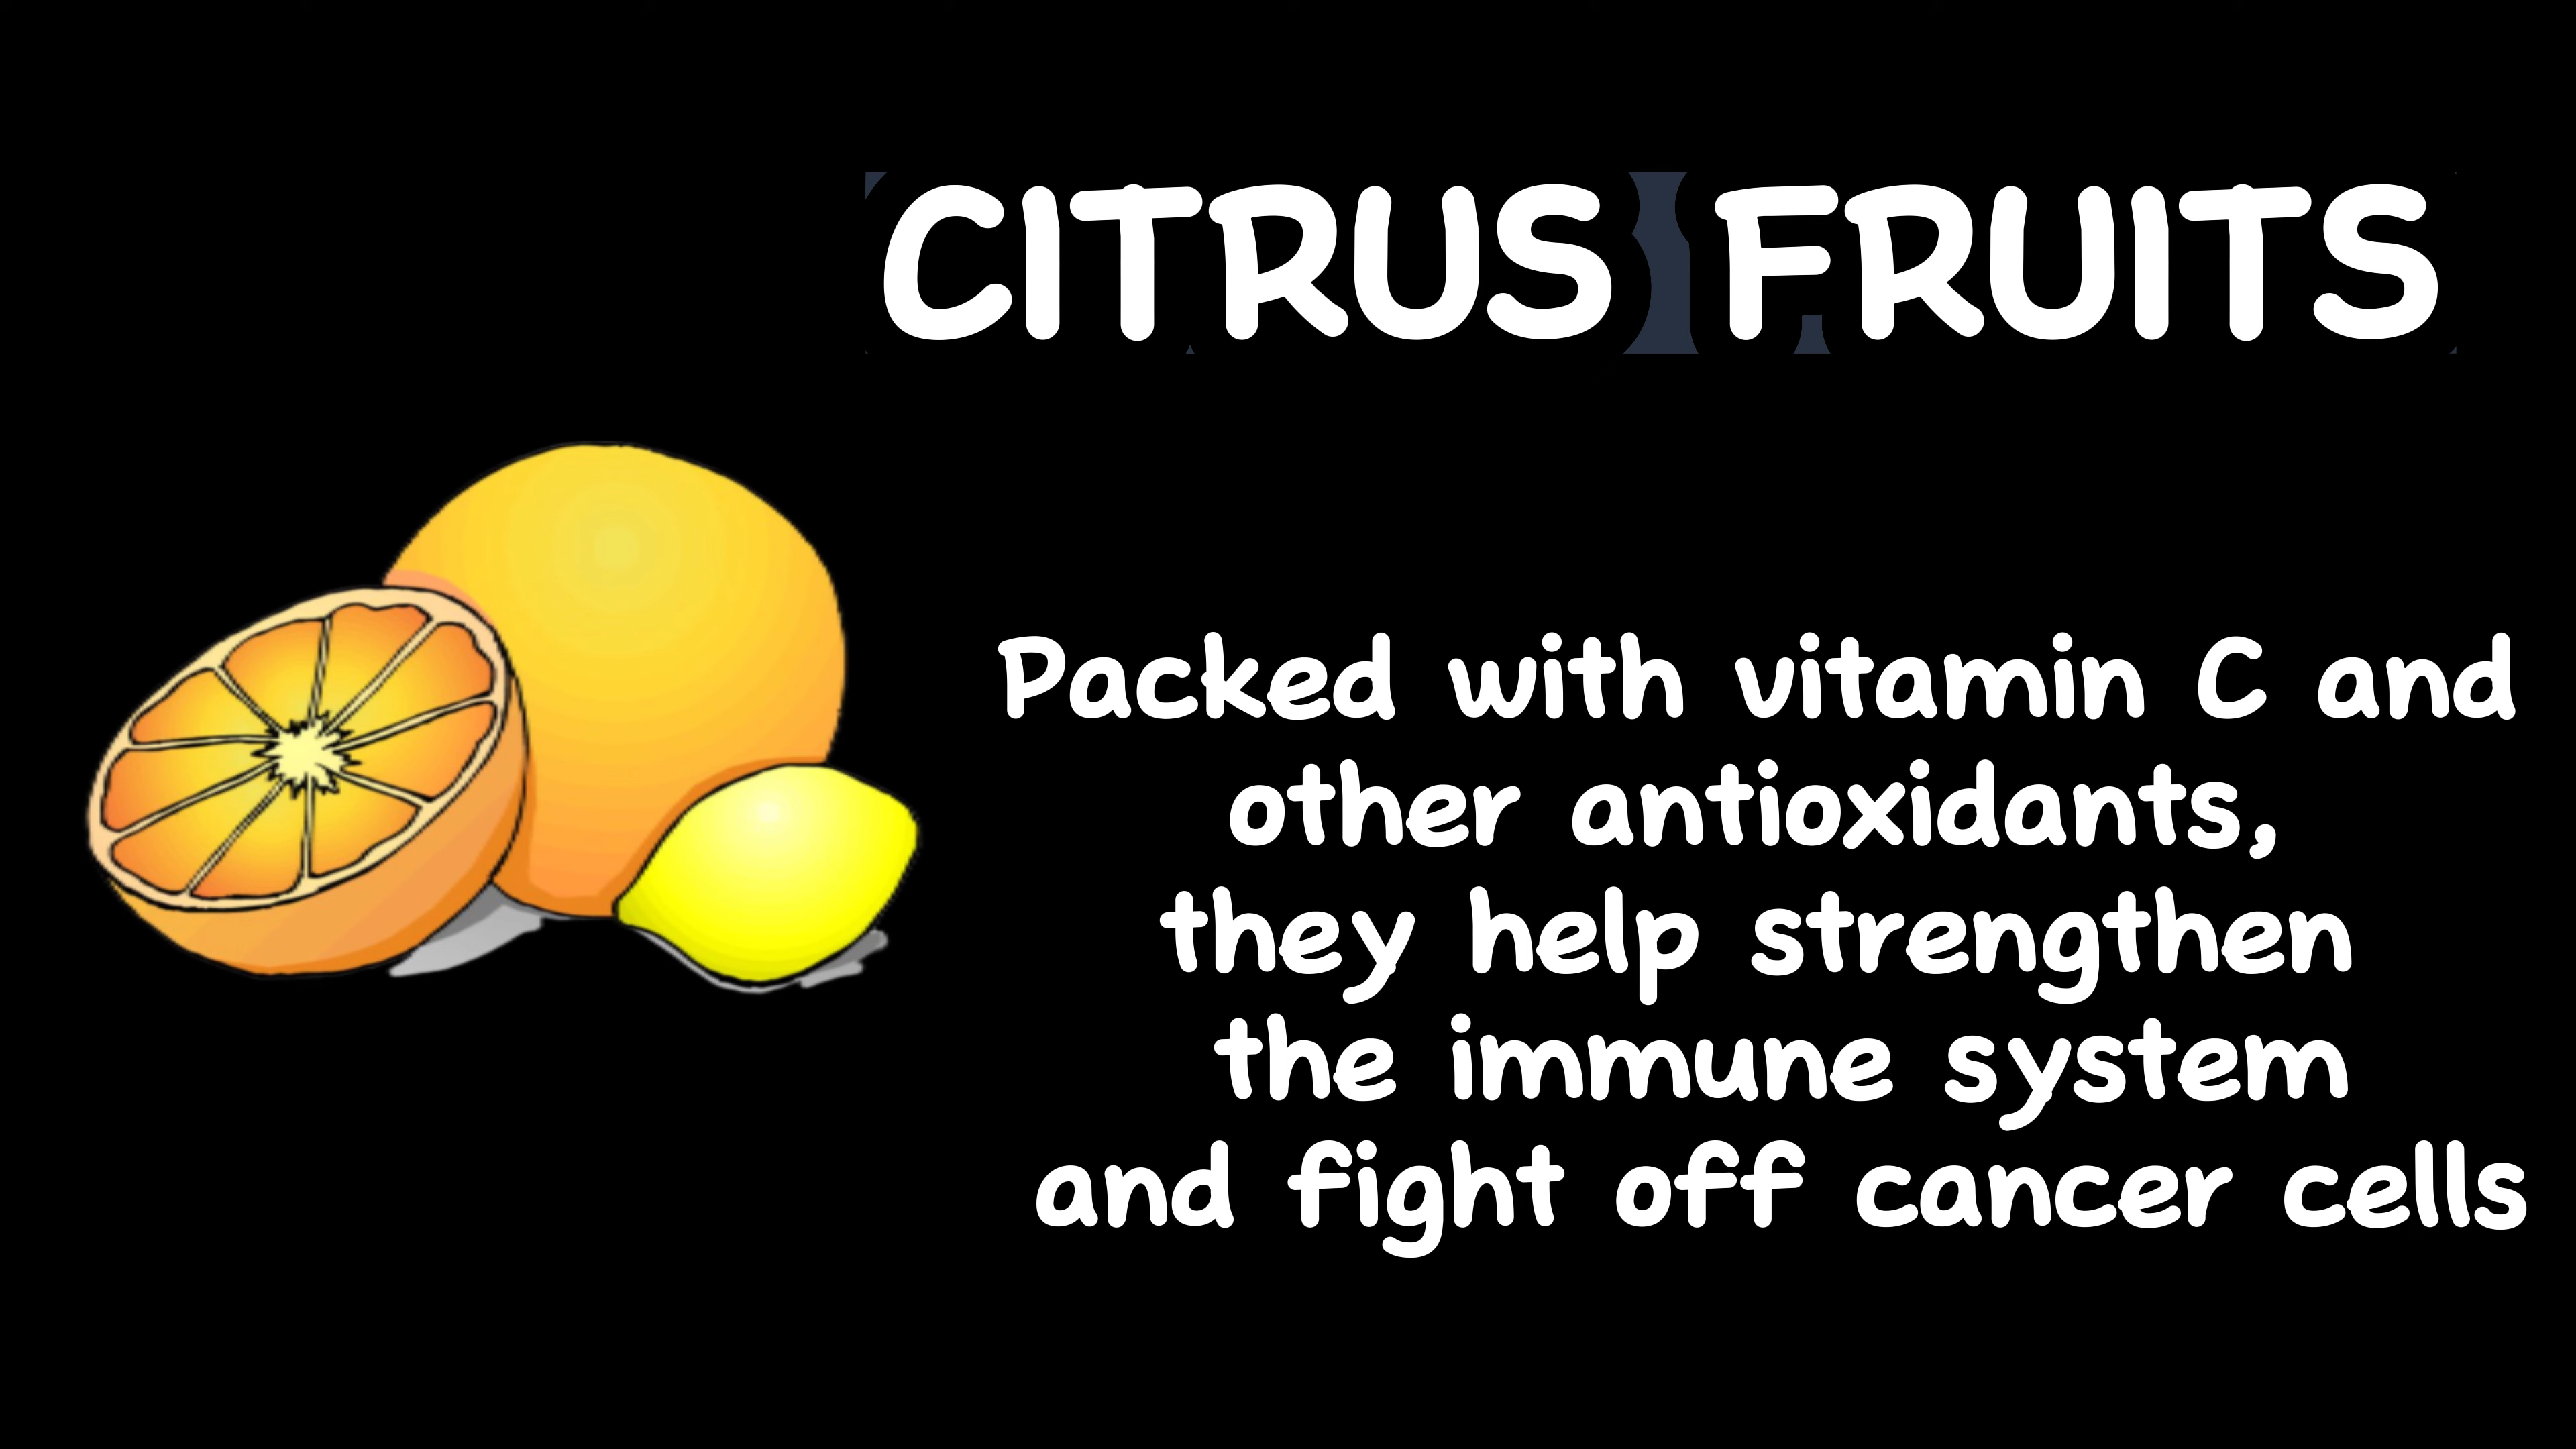 CITRUS FRUITS
Packed with vitamin C and
other antioxidants,
they help strengthen
the immune system
and fight off cancer cells